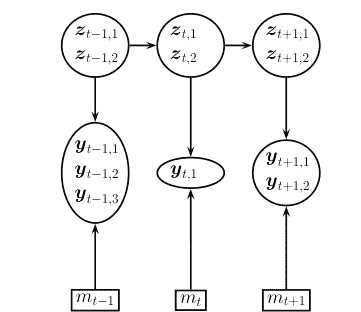 z_{t−1,1} z_{t,1} z_{t+1,1}
z_{t−1,2} z_{t,2} z_{t+1,2}
y_{t−1,1}
y_{t−1,2}
y_{t−1,3}
y_{t,1}
y_{t+1,1}
y_{t+1,2}
m_{t−1} m_t m_{t+1}